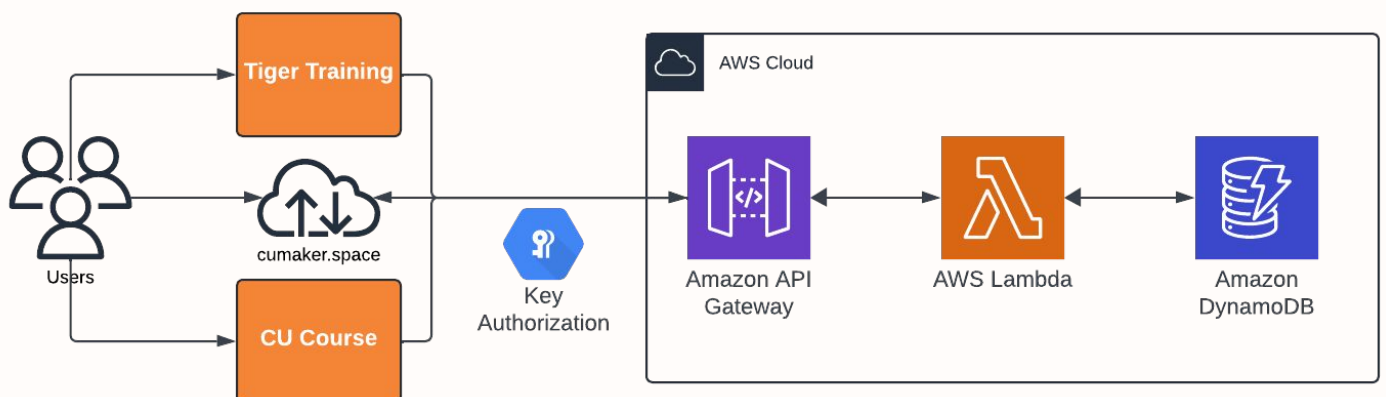 Tiger Training
AWS Cloud
Users
cumaker.space
CU Course
Key
Authorization
</>
Amazon API
Gateway
AWS Lambda
Amazon
DynamoDB